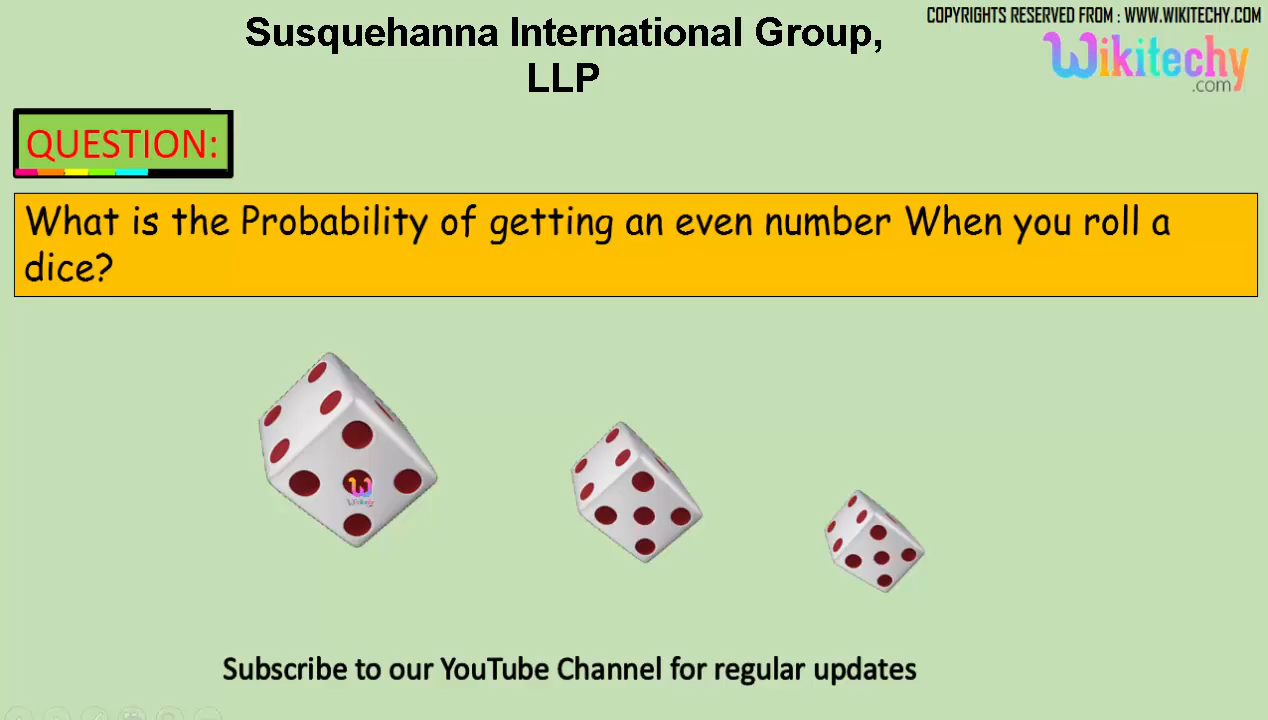 COPYRIGHTS RESERVED FROM : WWW.WIKITECHY.COM
Susquehanna International Group,
LLP
Wikitechy
.com
QUESTION:
What is the Probability of getting an even number When you roll a
dice?
Subscribe to our YouTube Channel for regular updates